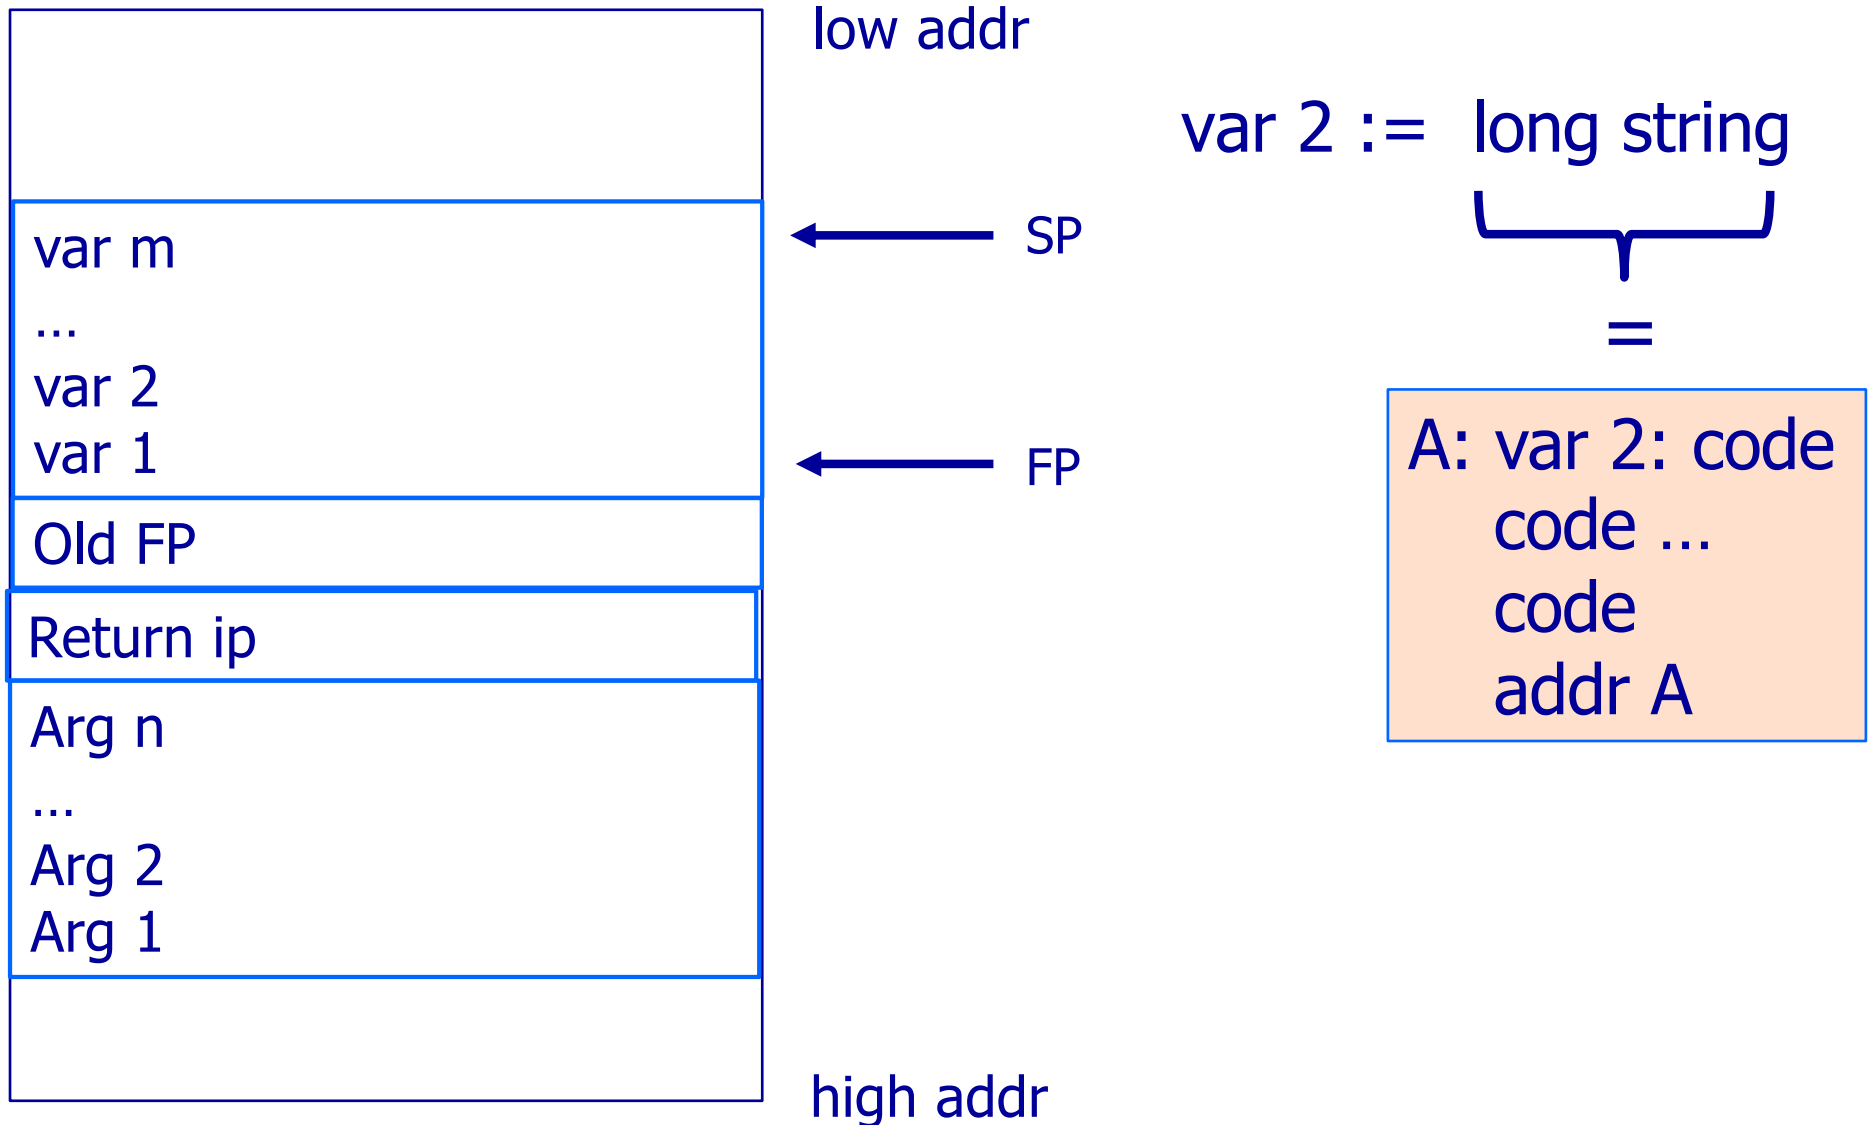 low addr
var 2 := long string
var m
SP
…
=
var 2
var 1
FP
A: var 2: code
code …
Old FP
code
Return ip
addr A
Arg n
…
Arg 2
Arg 1
high addr